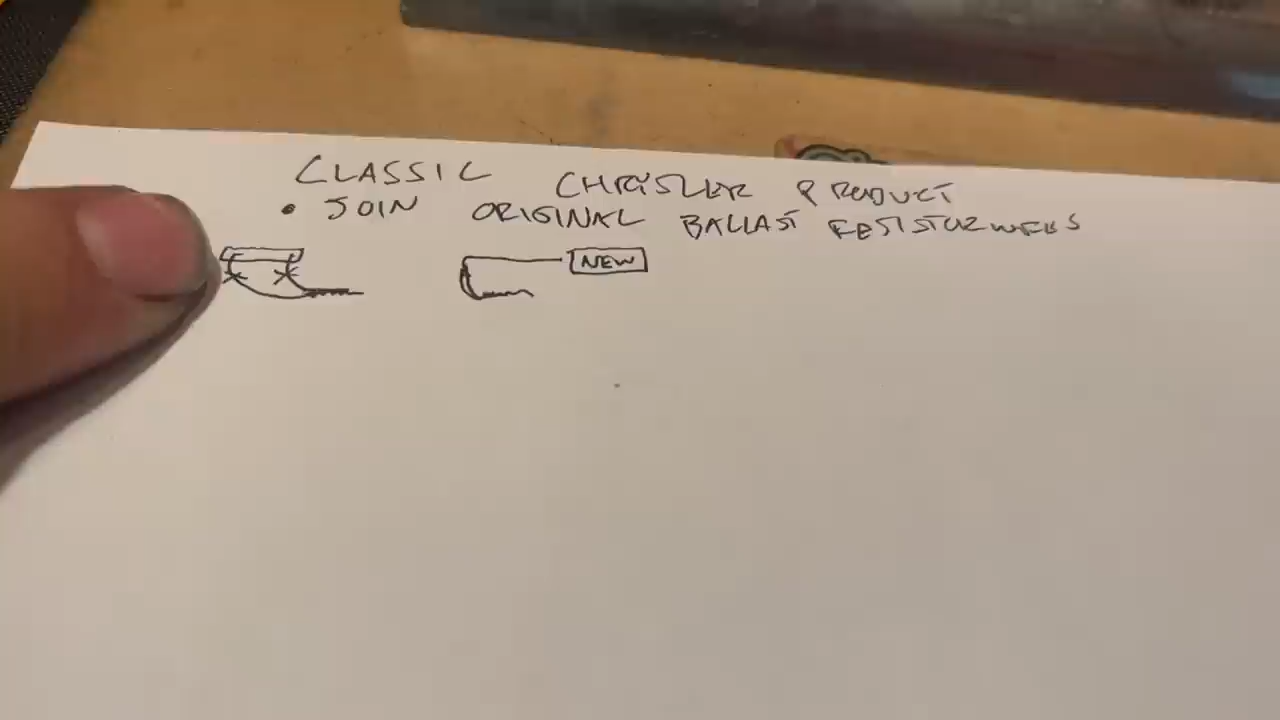 CLASSIC CHRYSLER PRODUCT
• JOIN ORIGINAL BALLAST RESISTOR WIRES
NEW